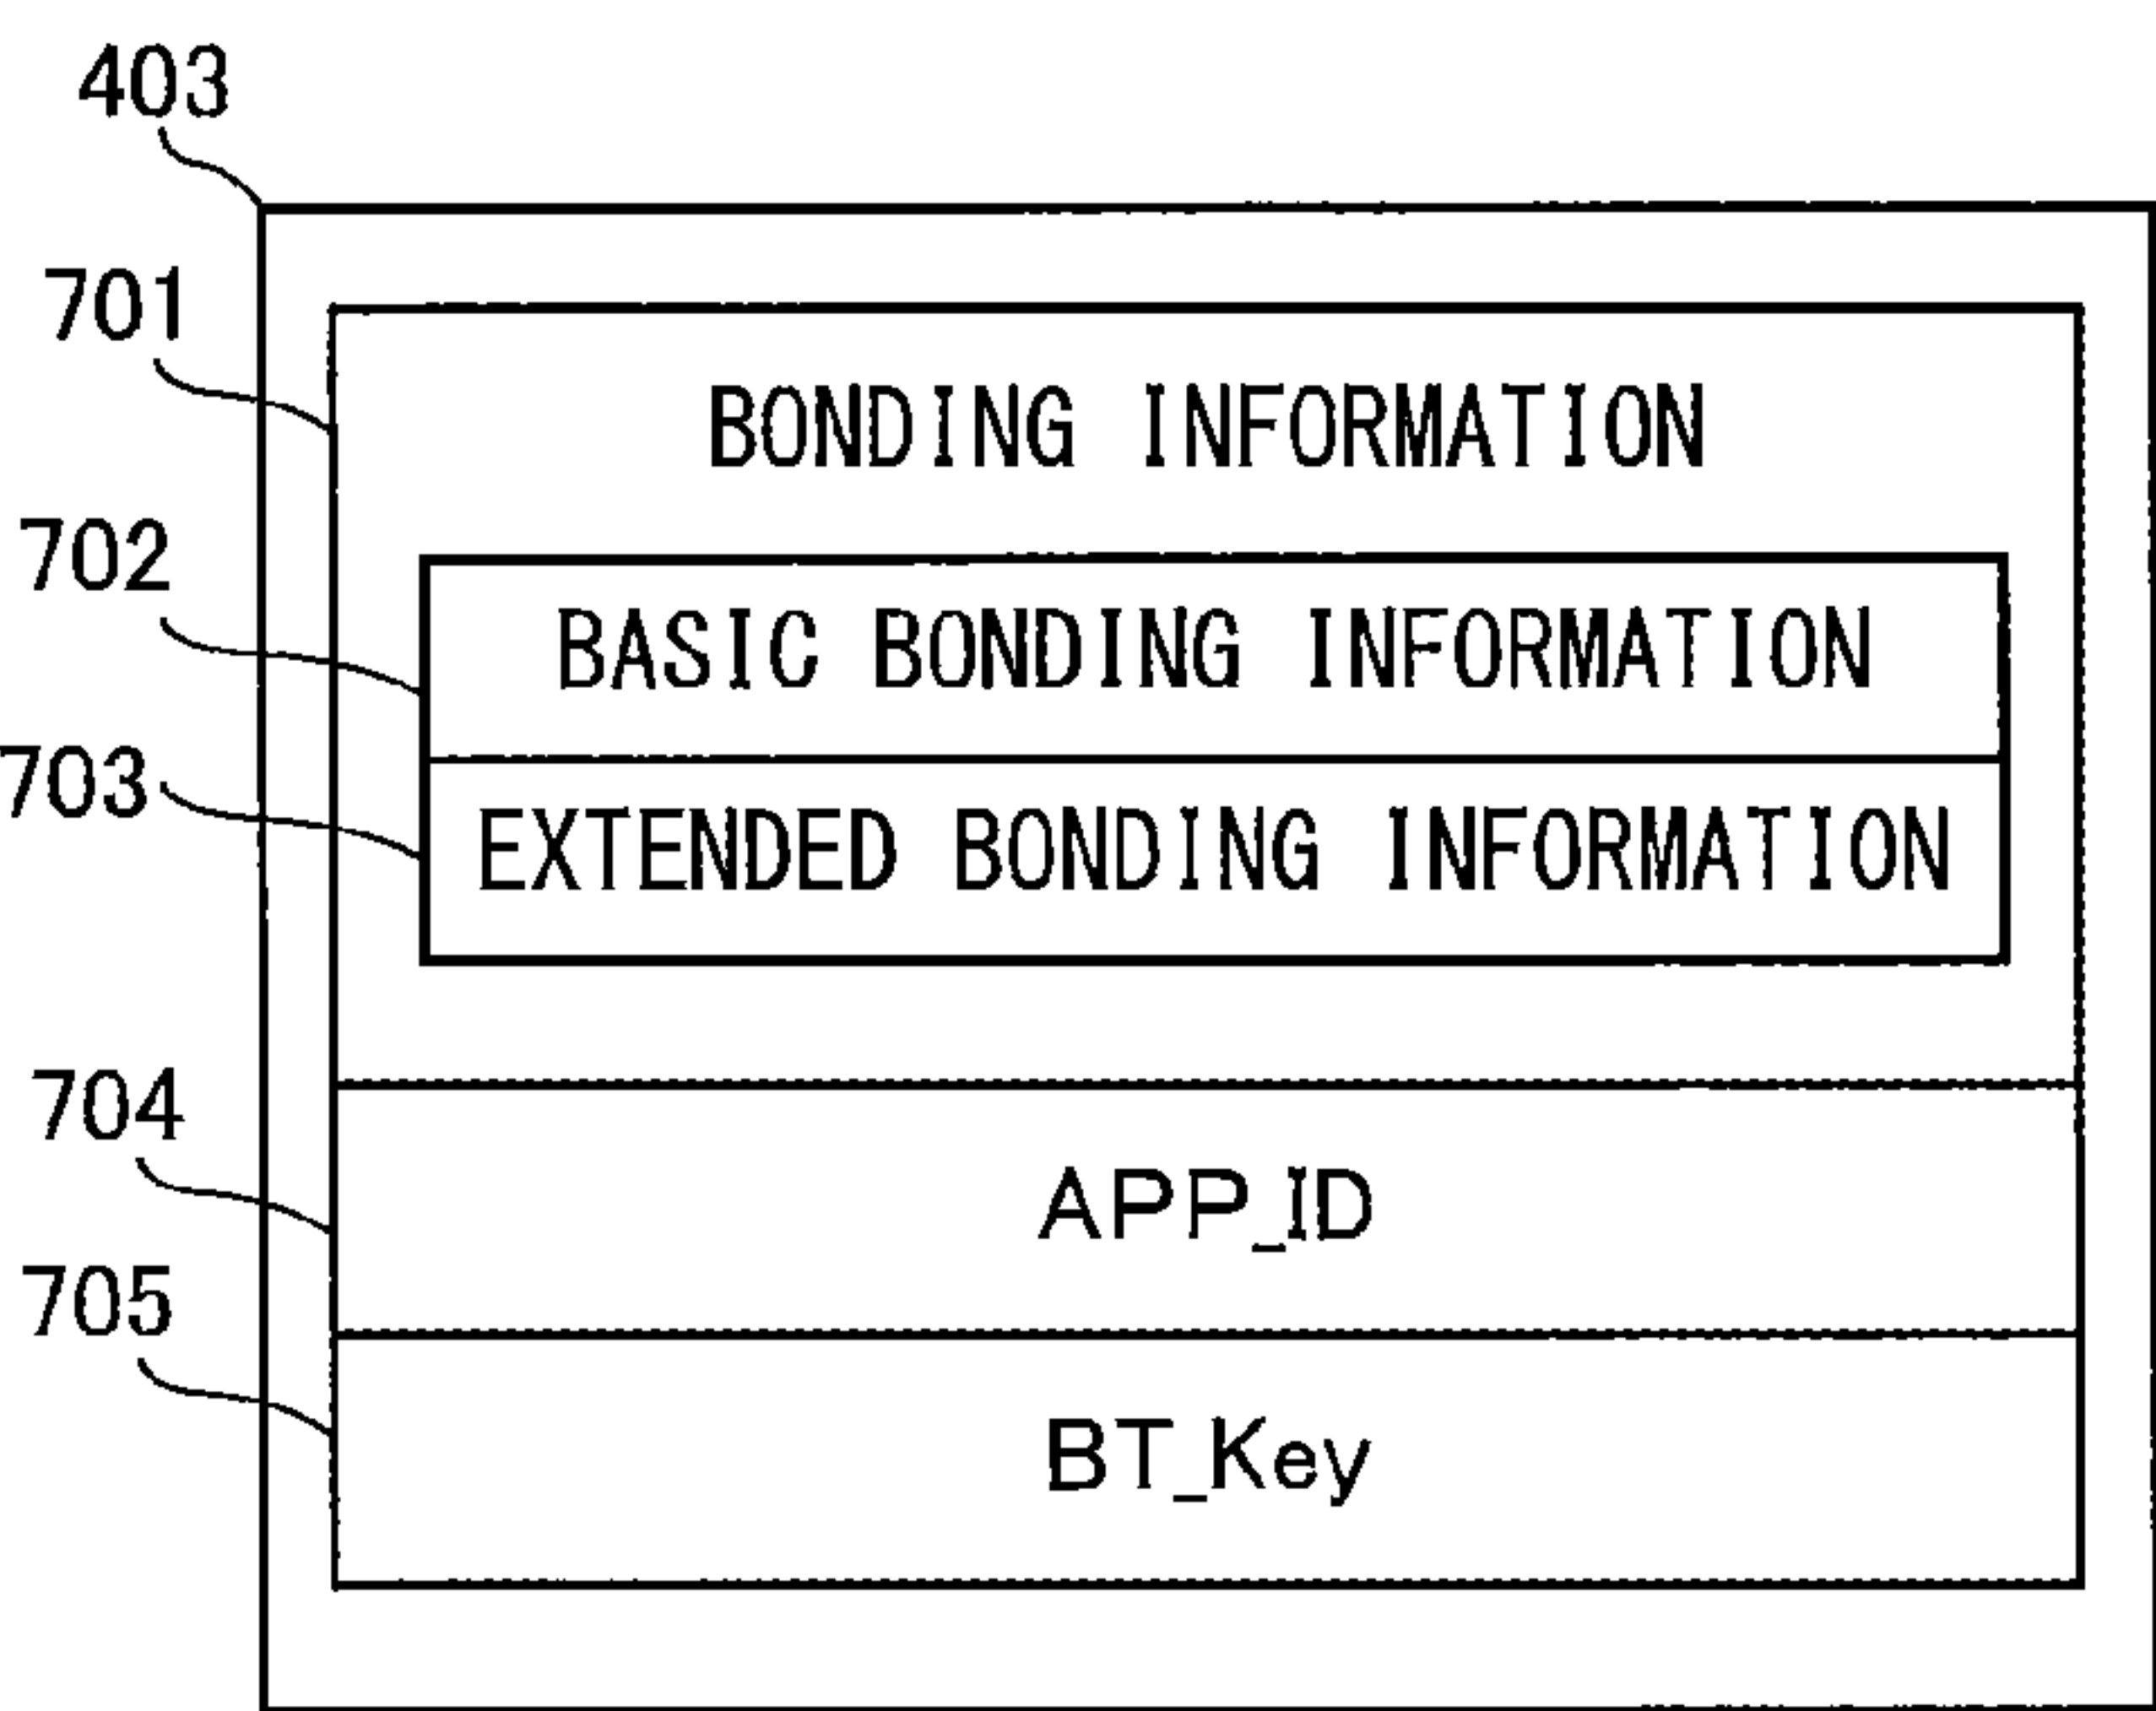 403
701
BONDING INFORMATION
702
BASIC BONDING INFORMATION
703
EXTENDED BONDING INFORMATION
704
APP_ID
705
BT_Key